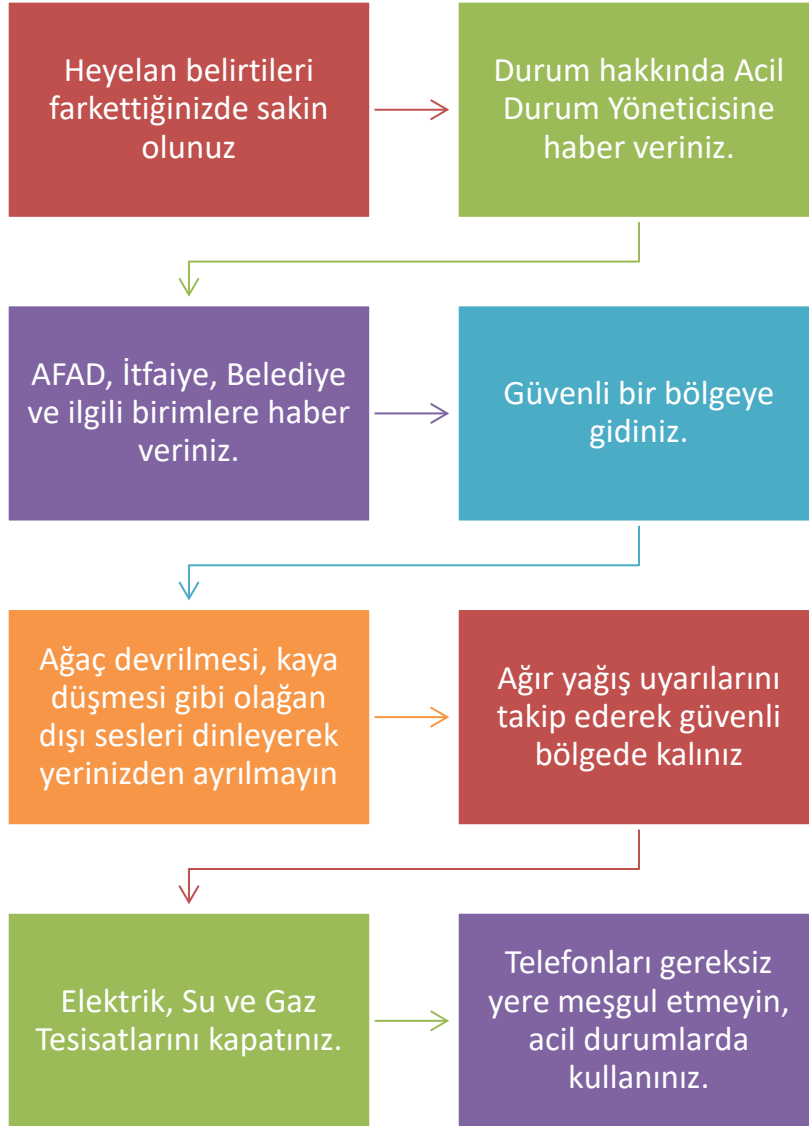 Heyelan belirtileri
farkettiğinizde sakin
olunuz
Durum hakkında Acil
Durum Yöneticisine
haber veriniz.
AFAD, İtfaiye, Belediye
ve ilgili birimlere haber
veriniz.
Güvenli bir bölgeye
gidiniz.
Ağaç devrilmesi, kaya
düşmesi gibi olağan
dışı sesleri dinleyerek
yerinizden ayrılmayın
Ağır yağış uyarılarını
takip ederek güvenli
bölgede kalınız
Elektrik, Su ve Gaz
Tesisatlarını kapatınız.
Telefonları gereksiz
yere meşgul etmeyin,
acil durumlarda
kullanınız.